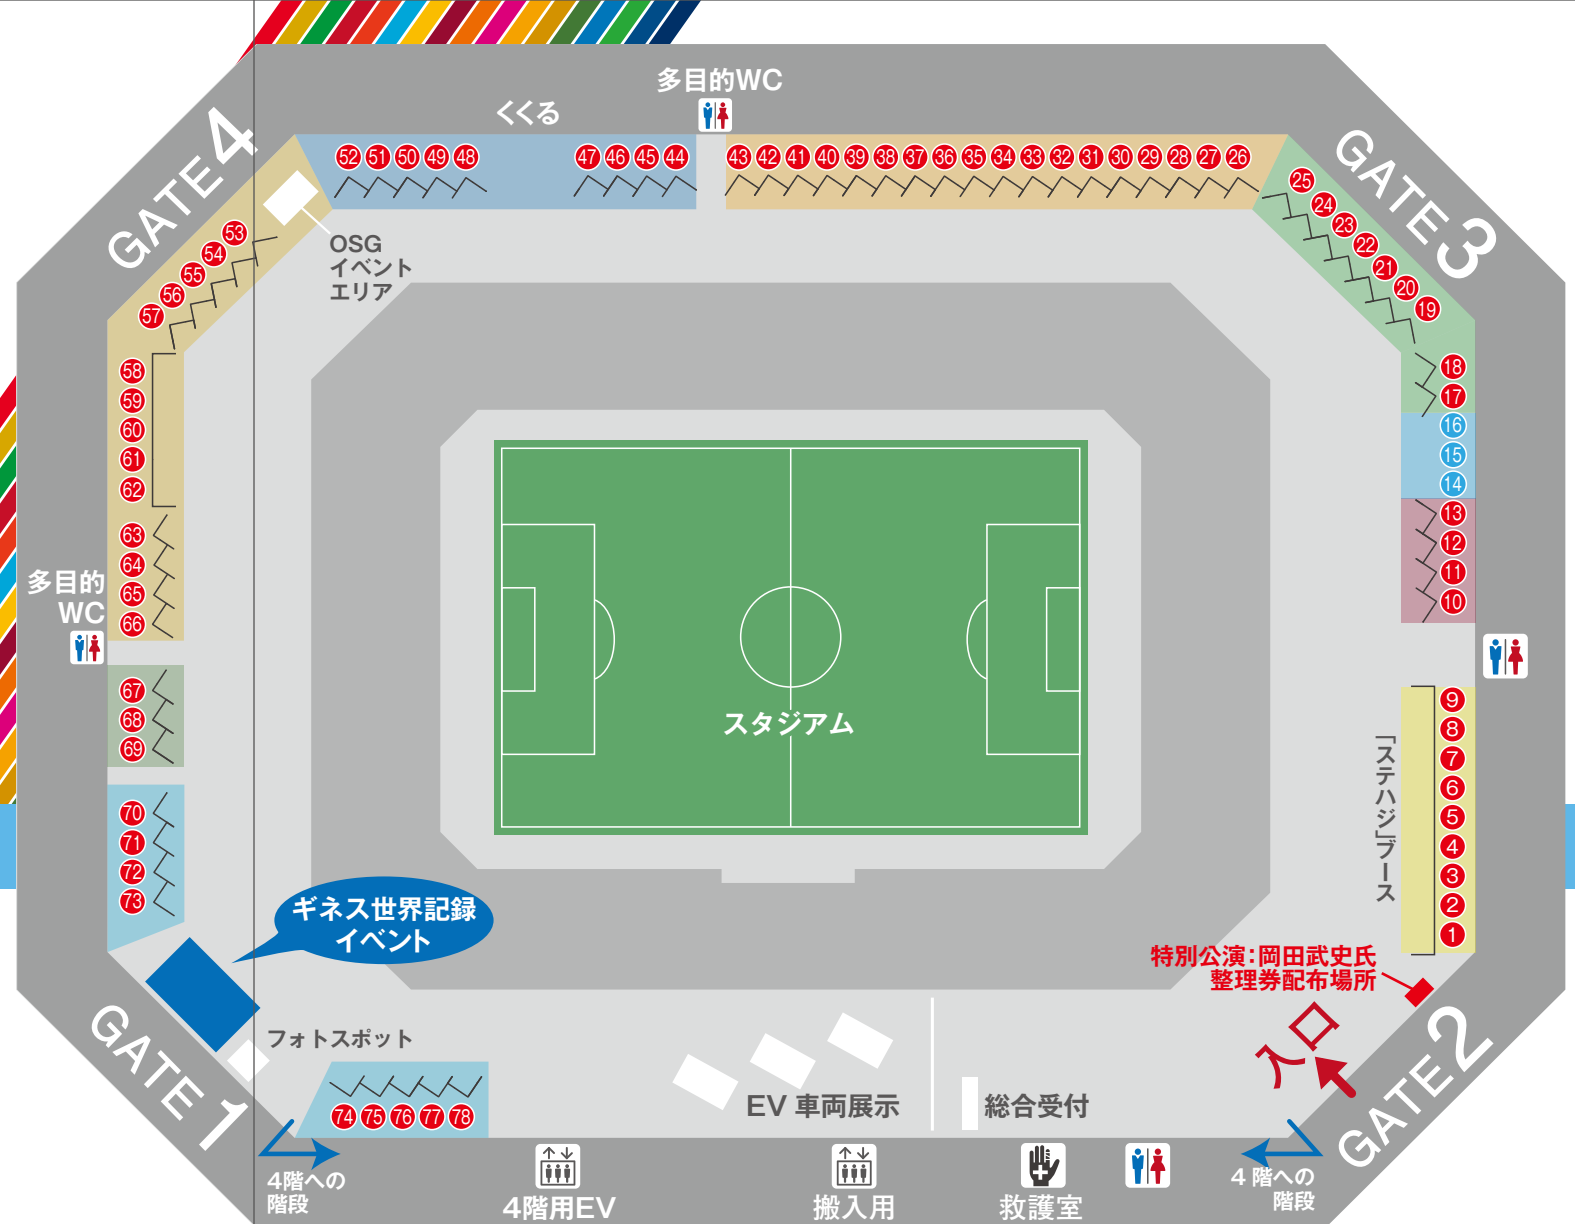 多目的WC
くくる
GATE 4
GATE 3
52 51 50 49 48
47 46 45 44
43 42 41 40 39 38 37 36 35 34 33 32 31 30 29 28 27 26
25
24
23
22
21
20
19
18
17
16
15
14
13
12
11
10
9
8
7
6
5
4
3
2
1
「ステハジ」ブース
OSG
イベント
エリア
53
54
55
56
57
58
59
60
61
62
63
64
65
66
多目的
WC
67
68
69
70
71
72
73
スタジアム
ギネス世界記録
イベント
特別公演:岡田武史氏
整理券配布場所
入口
GATE 1
GATE 2
フォトスポット
74 75 76 77 78
EV 車両展示
総合受付
4階への
階段
4階用EV
搬入用
救護室
4 階への
階段